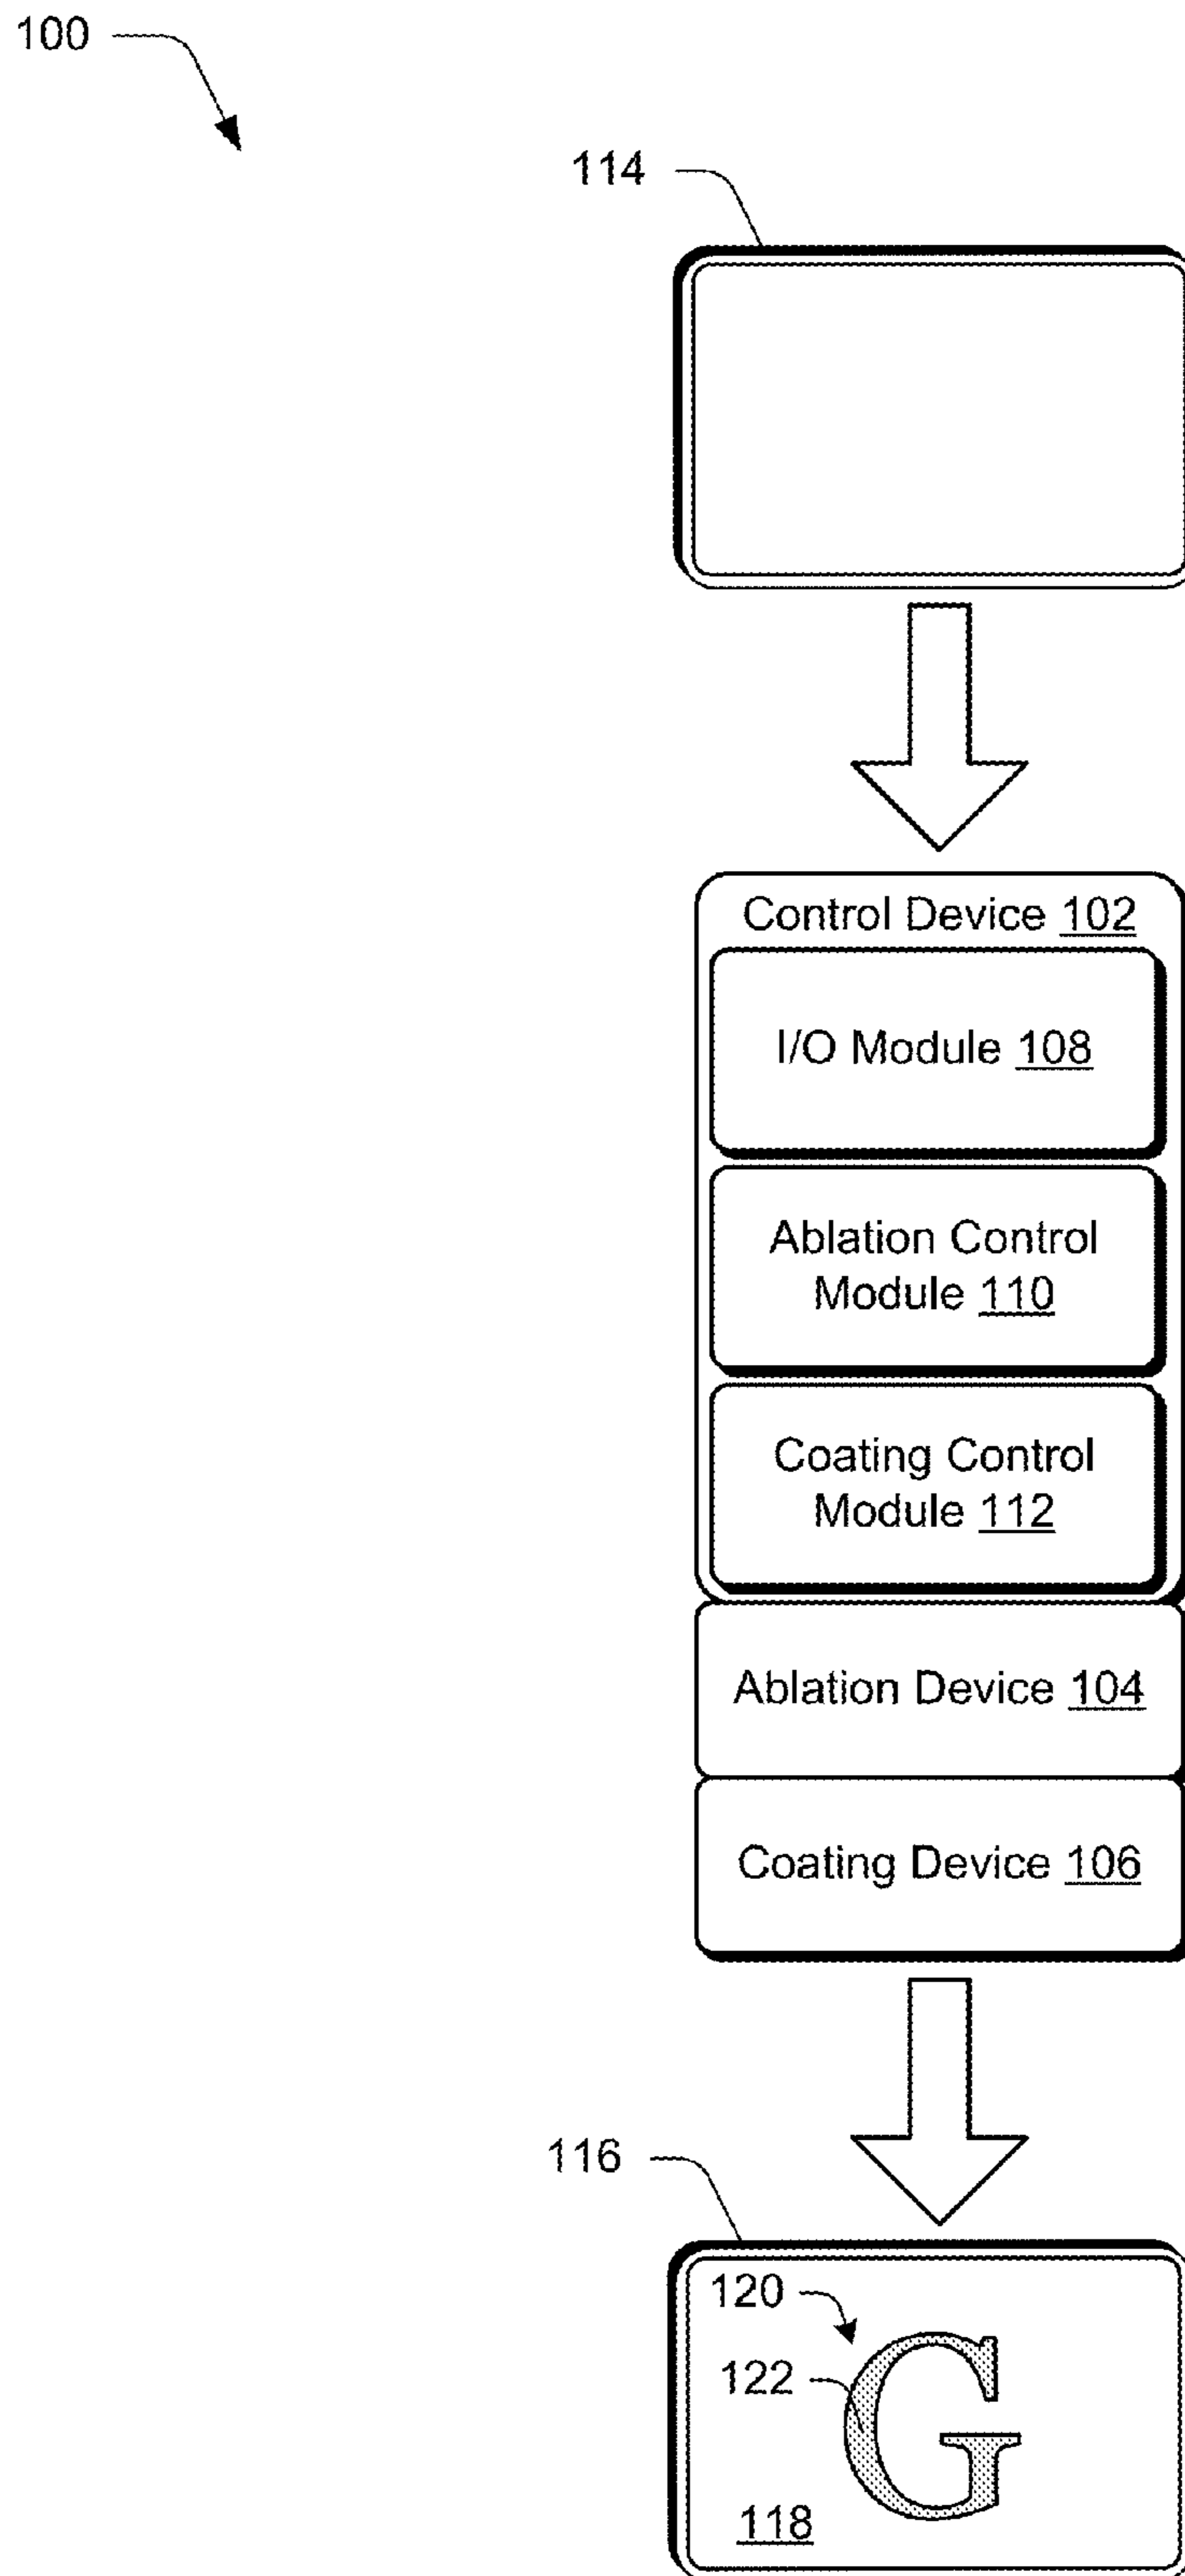 100
114
Control Device 102
I/O Module 108
Ablation Control
Module 110
Coating Control
Module 112
Ablation Device 104
Coating Device 106
116
120
122
G
118